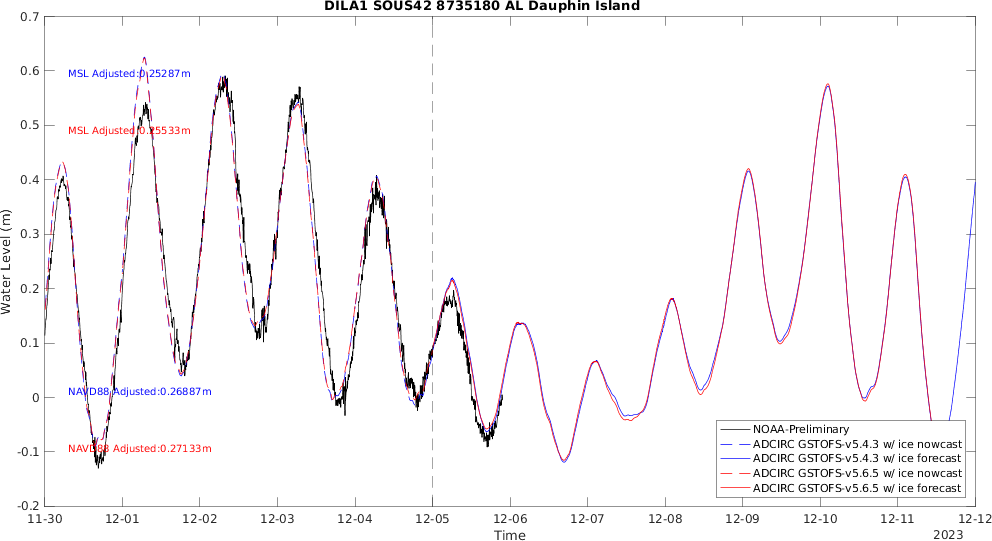 DILA1 SOUS42 8735180 AL Dauphin Island
0.7
0.6
0.5
0.4
0.3
0.2
0.1
0
-0.1
-0.2
Water Level (m)
MSL Adjusted:0.25287m
MSL Adjusted:0.25533m
NAVD88 Adjusted:0.26887m
NAVD88 Adjusted:0.27133m
NOAA-Preliminary
ADCIRC GSTOFS-v5.4.3 w/ ice nowcast
ADCIRC GSTOFS-v5.4.3 w/ ice forecast
ADCIRC GSTOFS-v5.6.5 w/ ice nowcast
ADCIRC GSTOFS-v5.6.5 w/ ice forecast
11-30 12-01 12-02 12-03 12-04 12-05 12-06 12-07 12-08 12-09 12-10 12-11 12-12
Time
2023